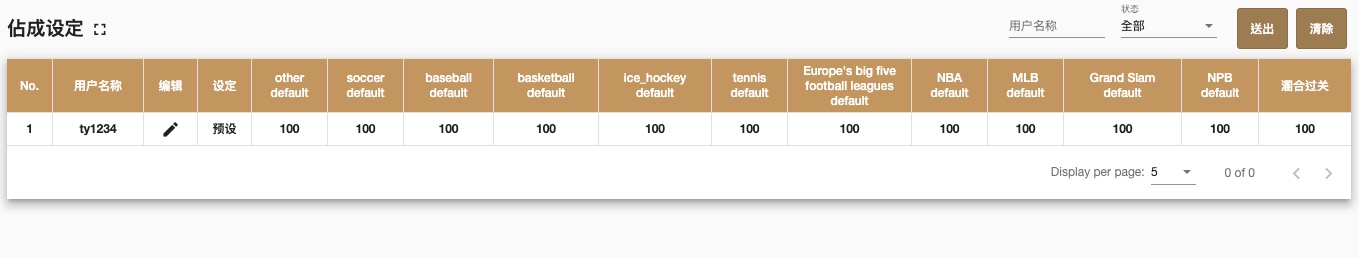 佔成设定
用户名称
状态
全部
送出
清除
No.
用户名称
编辑
设定
other
default
soccer
default
baseball
default
basketball
default
ice_hockey
default
tennis
default
Europe's big five
football leagues
default
NBA
default
MLB
default
Grand Slam
default
NPB
default
溷合过关
1
ty1234
预设
100
100
100
100
100
100
100
100
100
100
100
100
Display per page:
5
0 of 0